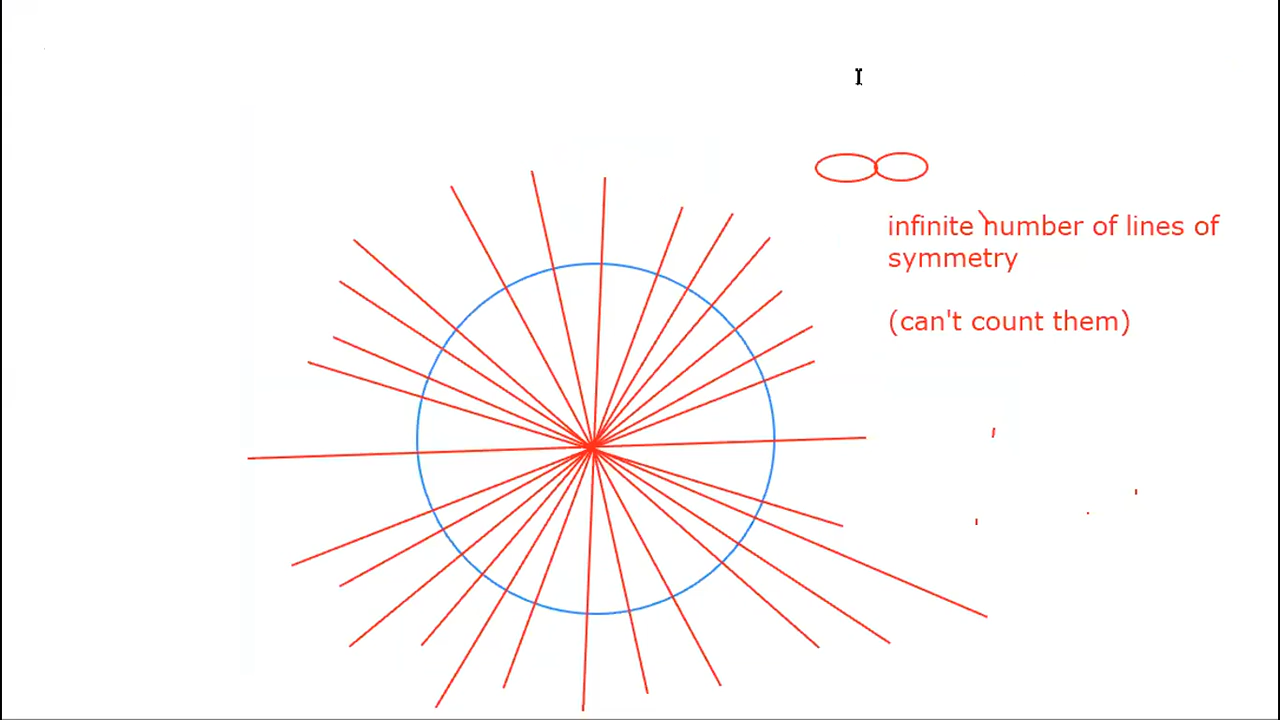 infinite number of lines of
symmetry
(can't count them)